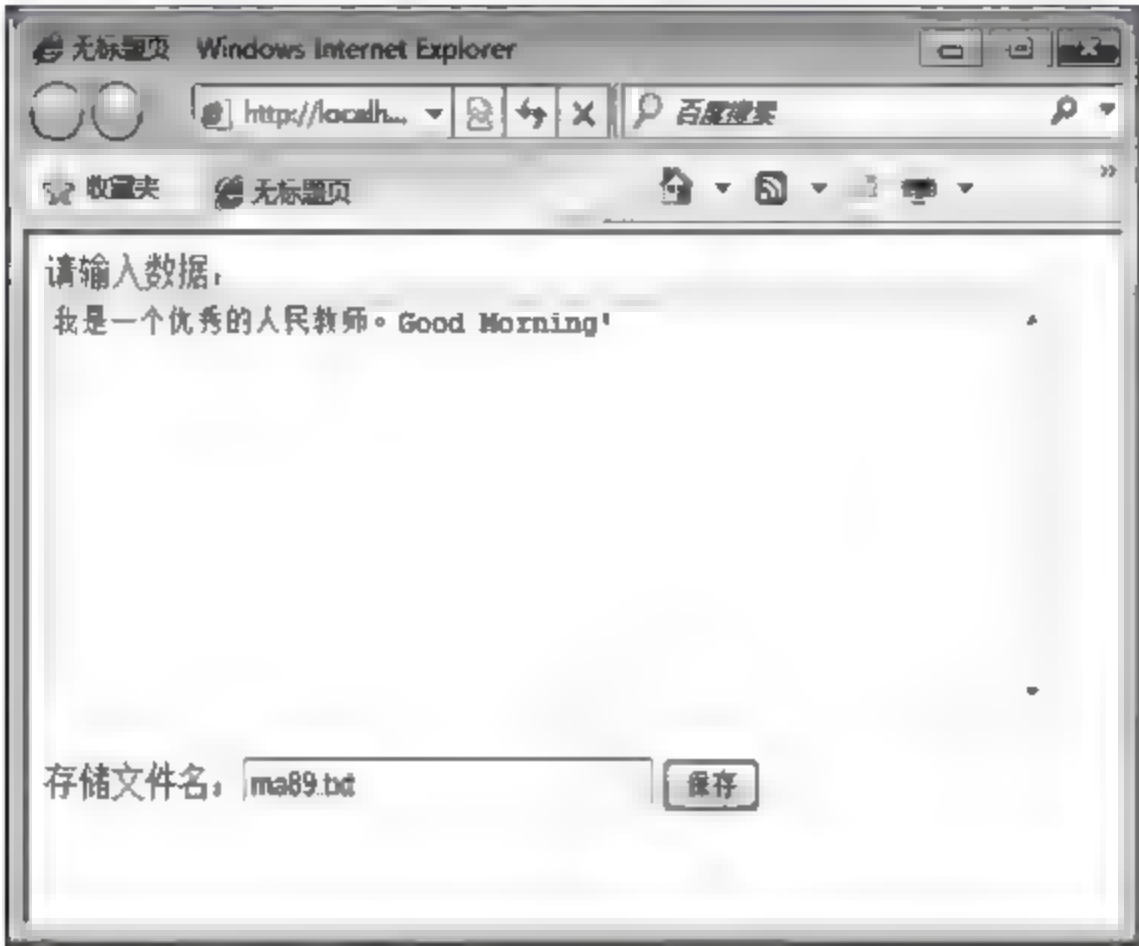 无标题页 Windows Internet Explorer
http://localh... 百度搜索
收藏夹 无标题页
请输入数据:
我是一个优秀的人民教师。Good Morning!
存储文件名: ma89.txt 保存